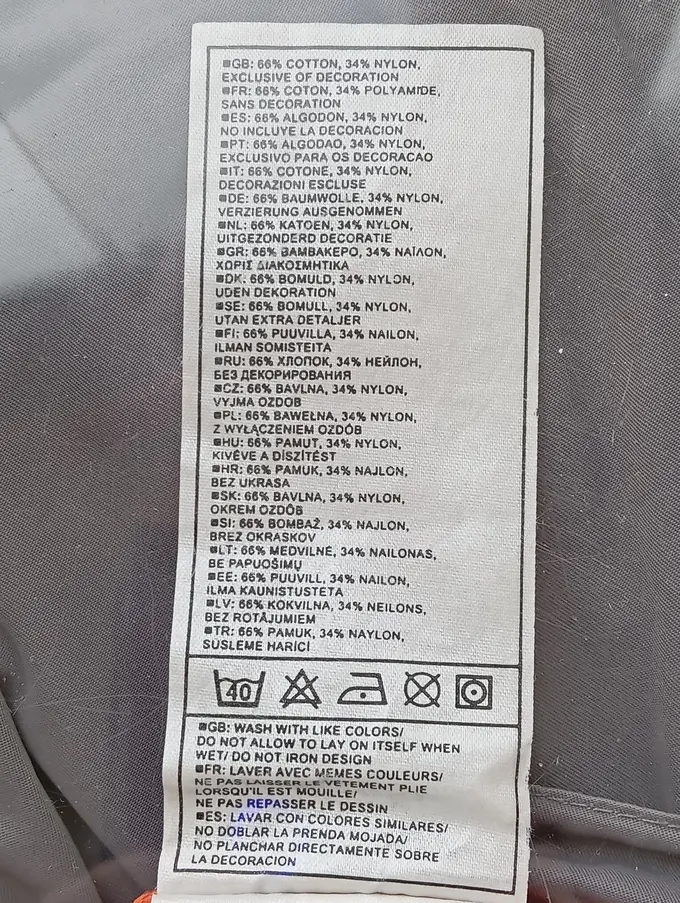 ■GB: 66% COTTON, 34% NYLON,
EXCLUSIVE OF DECORATION
■FR: 66% COTON, 34% POLYAMIDE,
SANS DECORATION
■ES: 66% ALGODON, 34% NYLON,
NO INCLUYE LA DECORACION
■PT: 66% ALGODAO, 34% NYLON,
EXCLUSIVO PARA OS DECORACAO
■IT: 66% COTONE, 34% NYLON,
DECORAZIONI ESCLUSE
■DE: 66% BAUMWOLLE, 34% NYLON,
VERZIERUNG AUSGENOMMEN
■NL: 66% KATOEN, 34% NYLON,
UITGEZONDERD DECORATIE
■GR: 66% ΒΑΜΒΑΚΕΡΟ, 34% ΝΑΪΛΟΝ,
ΧΩΡΙΣ ΔΙΑΚΟΣΜΗΤΙΚΑ
■DK: 66% BOMULD, 34% NYLON,
UDEN DEKORATION
■SE: 66% BOMULL, 34% NYLON,
UTAN EXTRA DETALJER
■FI: 66% PUUVILLA, 34% NAILON,
ILMAN SOMISTEITA
■RU: 66% ХЛОПОК, 34% НЕЙЛОН,
БЕЗ ДЕКОРИРОВАНИЯ
■CZ: 66% BAVLNA, 34% NYLON,
VYJMA OZDOB
■PL: 66% BAWEŁNA, 34% NYLON,
Z WYŁĄCZENIEM OZDÓB
■HU: 66% PAMUT, 34% NYLON,
KIVÉVE A DÍSZÍTÉST
■HR: 66% PAMUK, 34% NAJLON,
BEZ UKRASA
■SK: 66% BAVLNA, 34% NYLON,
OKREM OZDÔB
■SI: 66% BOMBAŽ, 34% NAJLON,
BREZ OKRASKOV
■LT: 66% MEDVILNĖ, 34% NAILONAS,
BE PAPUOŠIMŲ
■EE: 66% PUUVILL, 34% NAILON,
ILMA KAUNISTUSTETA
■LV: 66% KOKVILNA, 34% NEILONS,
BEZ ROTĀJUMIEM
■TR: 66% PAMUK, 34% NAYLON,
SÜSLEME HARİCİ
40
■GB: WASH WITH LIKE COLORS/
DO NOT ALLOW TO LAY ON ITSELF WHEN
WET/ DO NOT IRON DESIGN
■FR: LAVER AVEC MEMES COULEURS/
NE PAS LAISSER LE VETEMENT PLIE
LORSQU'IL EST MOUILLE/
NE PAS REPASSER LE DESSIN
■ES: LAVAR CON COLORES SIMILARES/
NO DOBLAR LA PRENDA MOJADA/
NO PLANCHAR DIRECTAMENTE SOBRE
LA DECORACION